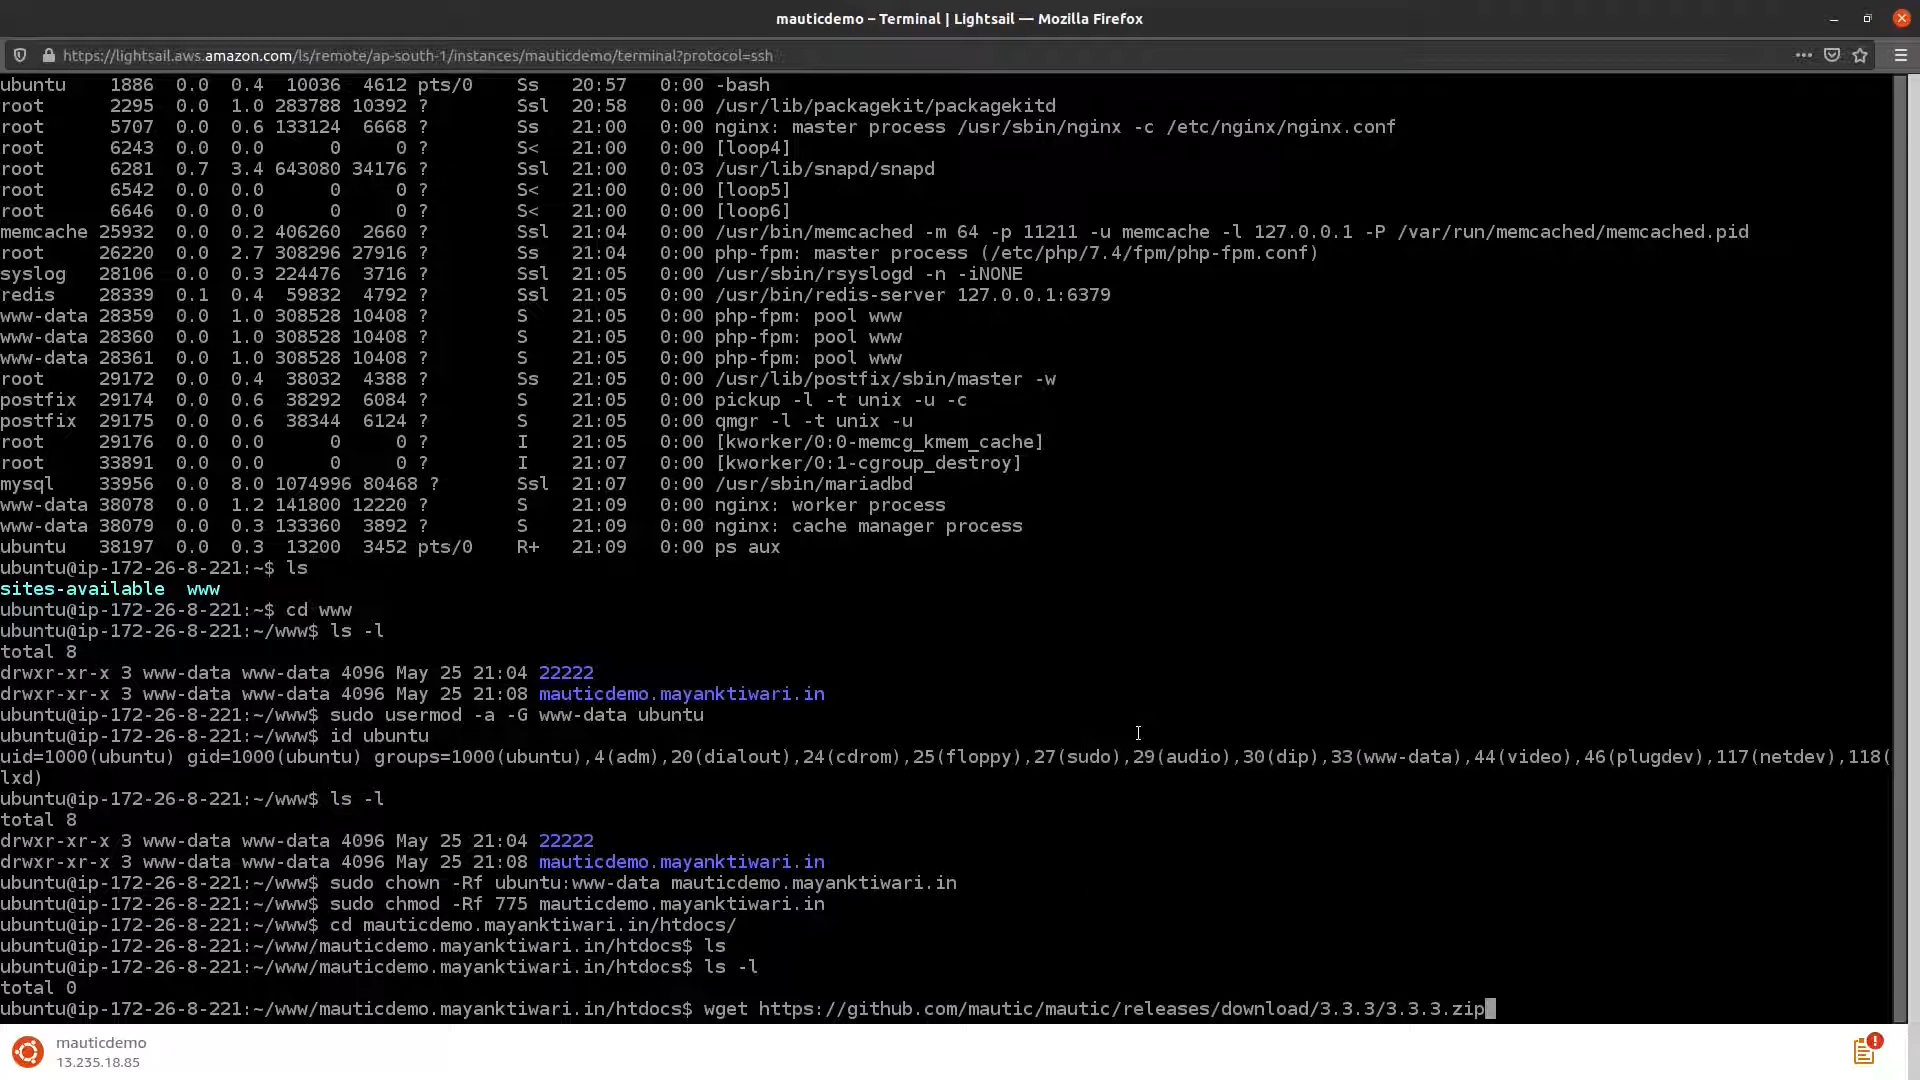 mauticdemo – Terminal | Lightsail — Mozilla Firefox
https://lightsail.aws.amazon.com/ls/remote/ap-south-1/instances/mauticdemo/terminal?protocol=ssh
ubuntu    1886  0.0  0.4  10036  4612 pts/0    Ss   20:57   0:00 -bash
root      2295  0.0  1.0 283788 10392 ?        Ssl  20:58   0:00 /usr/lib/packagekit/packagekitd
root      5707  0.0  0.6 133124  6668 ?        Ss   21:00   0:00 nginx: master process /usr/sbin/nginx -c /etc/nginx/nginx.conf
root      6243  0.0  0.0      0     0 ?        S<   21:00   0:00 [loop4]
root      6281  0.7  3.4 643080 34176 ?        Ssl  21:00   0:03 /usr/lib/snapd/snapd
root      6542  0.0  0.0      0     0 ?        S<   21:00   0:00 [loop5]
root      6646  0.0  0.0      0     0 ?        S<   21:00   0:00 [loop6]
memcache 25932  0.0  0.2 406260  2660 ?        Ssl  21:04   0:00 /usr/bin/memcached -m 64 -p 11211 -u memcache -l 127.0.0.1 -P /var/run/memcached/memcached.pid
root     26220  0.0  2.7 308296 27916 ?        Ss   21:04   0:00 php-fpm: master process (/etc/php/7.4/fpm/php-fpm.conf)
syslog   28106  0.0  0.3 224476  3716 ?        Ssl  21:05   0:00 /usr/sbin/rsyslogd -n -iNONE
redis    28339  0.1  0.4  59832  4792 ?        Ssl  21:05   0:00 /usr/bin/redis-server 127.0.0.1:6379
www-data 28359  0.0  1.0 308528 10408 ?        S    21:05   0:00 php-fpm: pool www
www-data 28360  0.0  1.0 308528 10408 ?        S    21:05   0:00 php-fpm: pool www
www-data 28361  0.0  1.0 308528 10408 ?        S    21:05   0:00 php-fpm: pool www
root     29172  0.0  0.4  38032  4388 ?        Ss   21:05   0:00 /usr/lib/postfix/sbin/master -w
postfix  29174  0.0  0.6  38292  6084 ?        S    21:05   0:00 pickup -l -t unix -u -c
postfix  29175  0.0  0.6  38344  6124 ?        S    21:05   0:00 qmgr -l -t unix -u
root     29176  0.0  0.0      0     0 ?        I    21:05   0:00 [kworker/0:0-memcg_kmem_cache]
root     33891  0.0  0.0      0     0 ?        I    21:07   0:00 [kworker/0:1-cgroup_destroy]
mysql    33956  0.0  8.0 1074996 80468 ?       Ssl  21:07   0:00 /usr/sbin/mariadbd
www-data 38078  0.0  1.2 141800 12220 ?        S    21:09   0:00 nginx: worker process
www-data 38079  0.0  0.3 133360  3892 ?        S    21:09   0:00 nginx: cache manager process
ubuntu   38197  0.0  0.3  13200  3452 pts/0    R+   21:09   0:00 ps aux
ubuntu@ip-172-26-8-221:~$ ls
sites-available  www
ubuntu@ip-172-26-8-221:~$ cd www
ubuntu@ip-172-26-8-221:~/www$ ls -l
total 8
drwxr-xr-x 3 www-data www-data 4096 May 25 21:04 22222
drwxr-xr-x 3 www-data www-data 4096 May 25 21:08 mauticdemo.mayanktiwari.in
ubuntu@ip-172-26-8-221:~/www$ sudo usermod -a -G www-data ubuntu
ubuntu@ip-172-26-8-221:~/www$ id ubuntu
uid=1000(ubuntu) gid=1000(ubuntu) groups=1000(ubuntu),4(adm),20(dialout),24(cdrom),25(floppy),27(sudo),29(audio),30(dip),33(www-data),44(video),46(plugdev),117(netdev),118(
lxd)
ubuntu@ip-172-26-8-221:~/www$ ls -l
total 8
drwxr-xr-x 3 www-data www-data 4096 May 25 21:04 22222
drwxr-xr-x 3 www-data www-data 4096 May 25 21:08 mauticdemo.mayanktiwari.in
ubuntu@ip-172-26-8-221:~/www$ sudo chown -Rf ubuntu:www-data mauticdemo.mayanktiwari.in
ubuntu@ip-172-26-8-221:~/www$ sudo chmod -Rf 775 mauticdemo.mayanktiwari.in
ubuntu@ip-172-26-8-221:~/www$ cd mauticdemo.mayanktiwari.in/htdocs/
ubuntu@ip-172-26-8-221:~/www/mauticdemo.mayanktiwari.in/htdocs$ ls
ubuntu@ip-172-26-8-221:~/www/mauticdemo.mayanktiwari.in/htdocs$ ls -l
total 0
ubuntu@ip-172-26-8-221:~/www/mauticdemo.mayanktiwari.in/htdocs$ wget https://github.com/mautic/mautic/releases/download/3.3.3/3.3.3.zip
mauticdemo
13.235.18.85